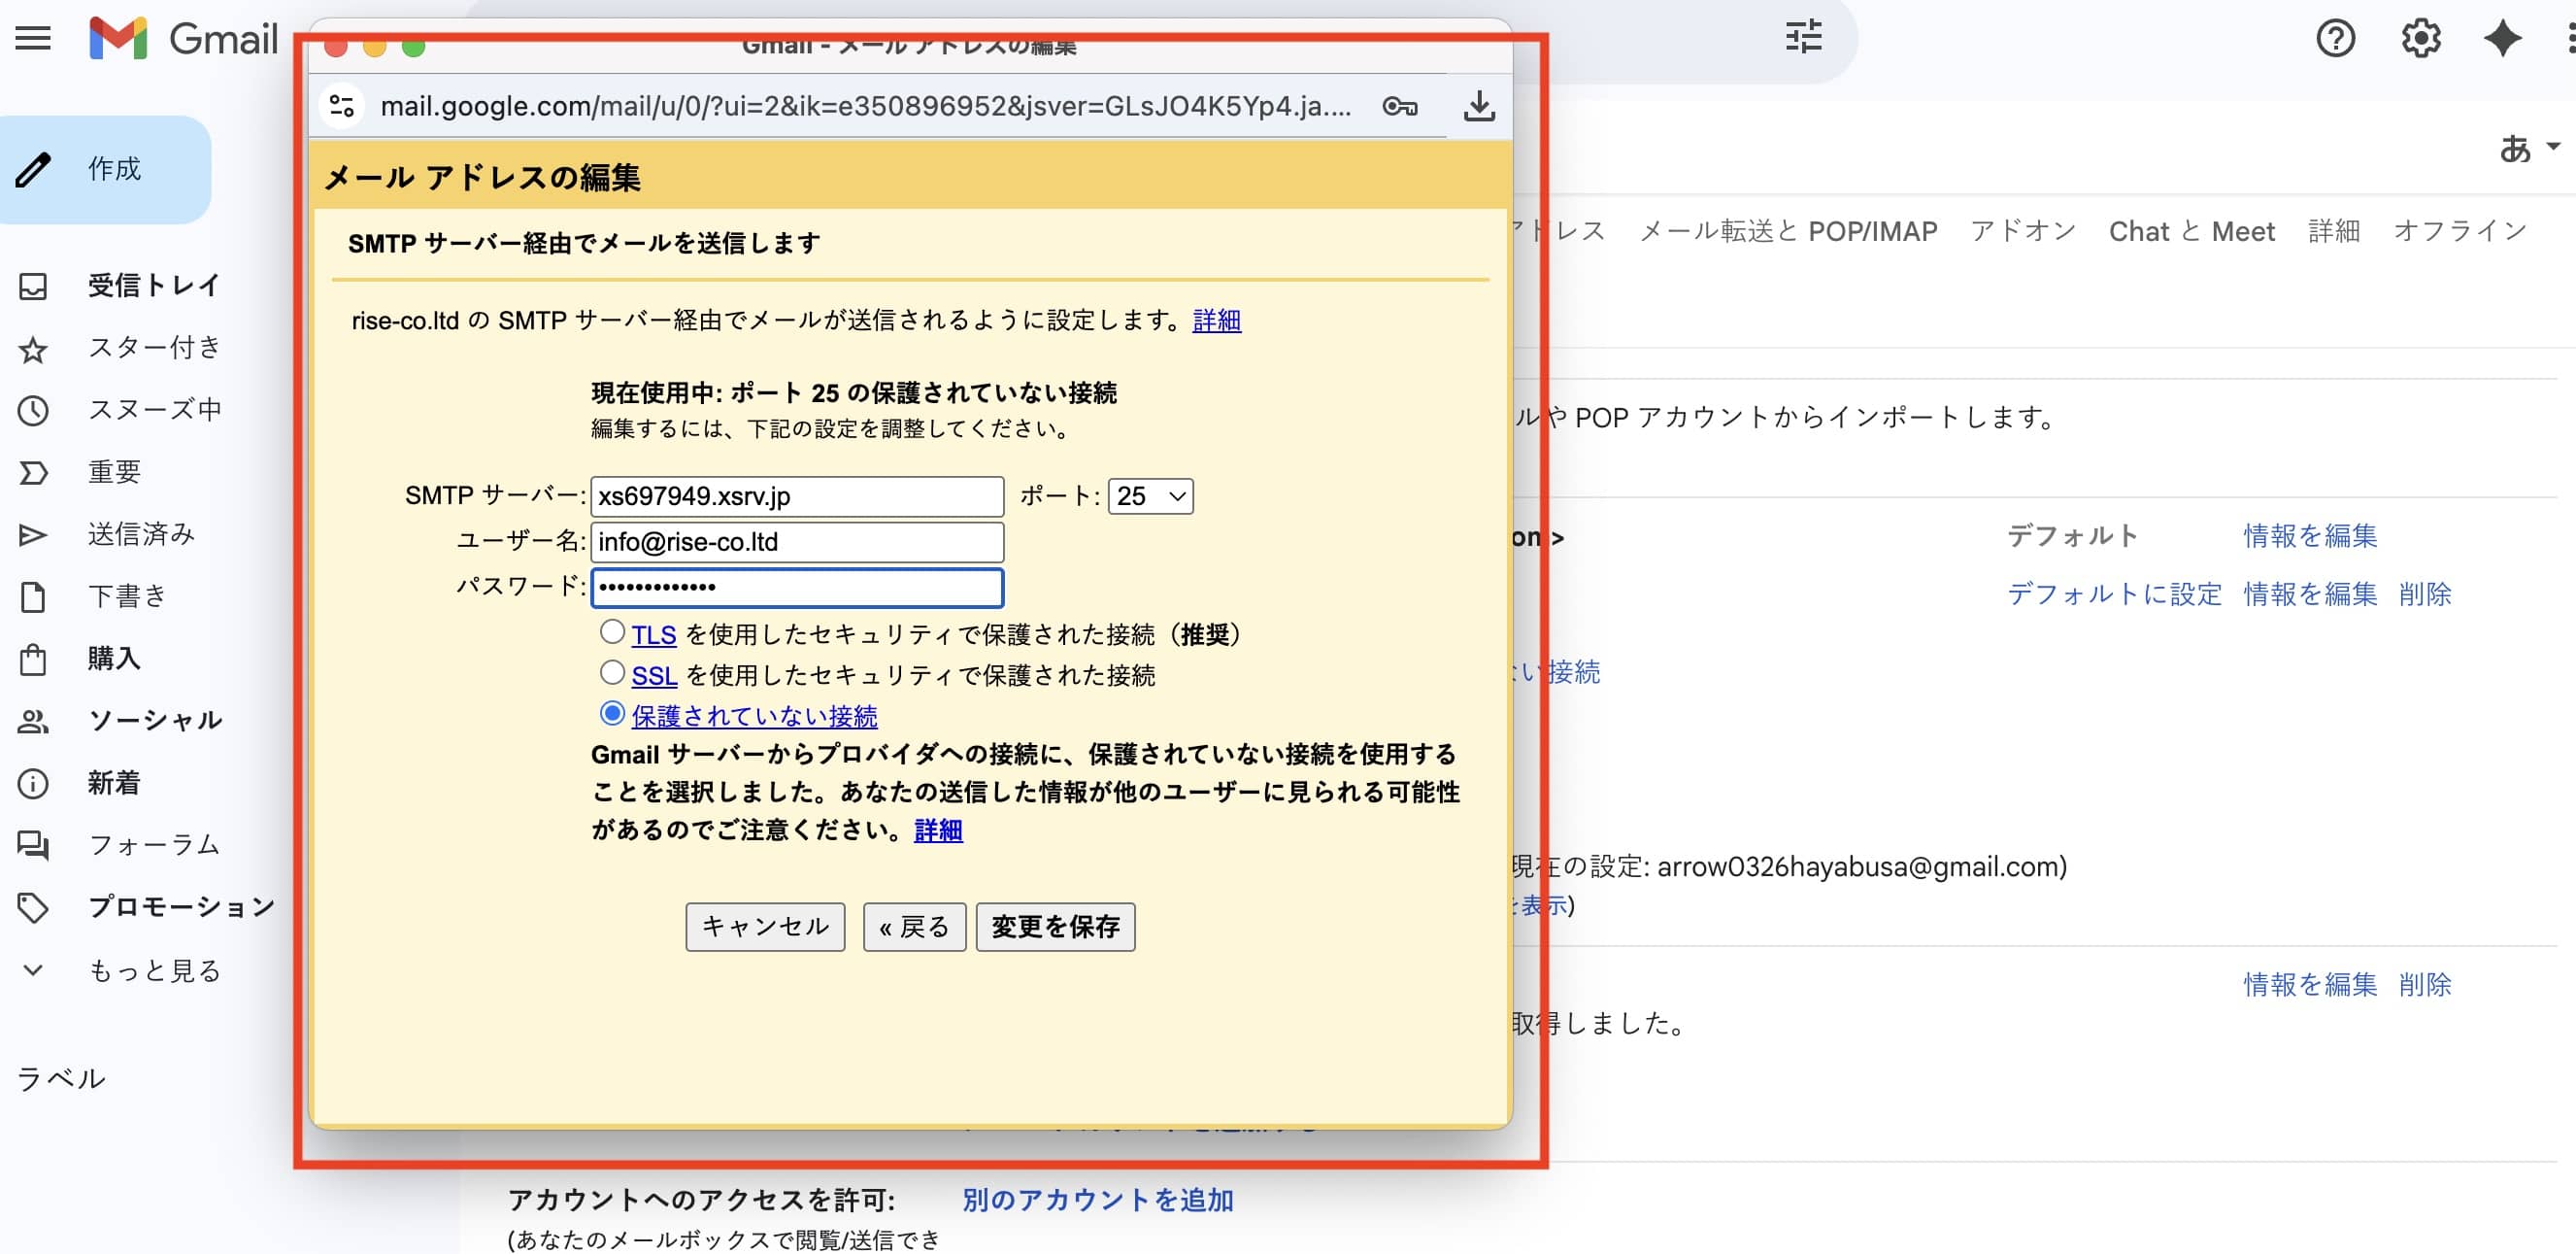 Gmail
Gmail - メール アドレスの編集
mail.google.com/mail/u/0/?ui=2&ik=e350896952&jsver=GLsJO4K5Yp4.ja....
あ
作成
メール アドレスの編集
SMTP サーバー経由でメールを送信します
アドレス メール転送と POP/IMAP アドオン Chat と Meet 詳細 オフライン
受信トレイ
rise-co.ltd の SMTP サーバー経由でメールが送信されるように設定します。詳細
スター付き
現在使用中: ポート 25 の保護されていない接続
スヌーズ中
編集するには、下記の設定を調整してください。
ルや POP アカウントからインポートします。
重要
SMTP サーバー: xs697949.xsrv.jp ポート: 25
送信済み
ユーザー名: info@rise-co.ltd
on > デフォルト 情報を編集
下書き
パスワード: •••••••••••••
デフォルトに設定 情報を編集 削除
TLS を使用したセキュリティで保護された接続（推奨）
購入
SSL を使用したセキュリティで保護された接続
ない接続
ソーシャル
保護されていない接続
新着
Gmail サーバーからプロバイダへの接続に、保護されていない接続を使用する
ことを選択しました。あなたの送信した情報が他のユーザーに見られる可能性
があるのでご注意ください。詳細
フォーラム
現在の設定: arrow0326hayabusa@gmail.com)
を表示)
プロモーション
キャンセル « 戻る 変更を保存
もっと見る
情報を編集 削除
取得しました。
ラベル
アカウントへのアクセスを許可: 別のアカウントを追加
(あなたのメールボックスで閲覧/送信でき